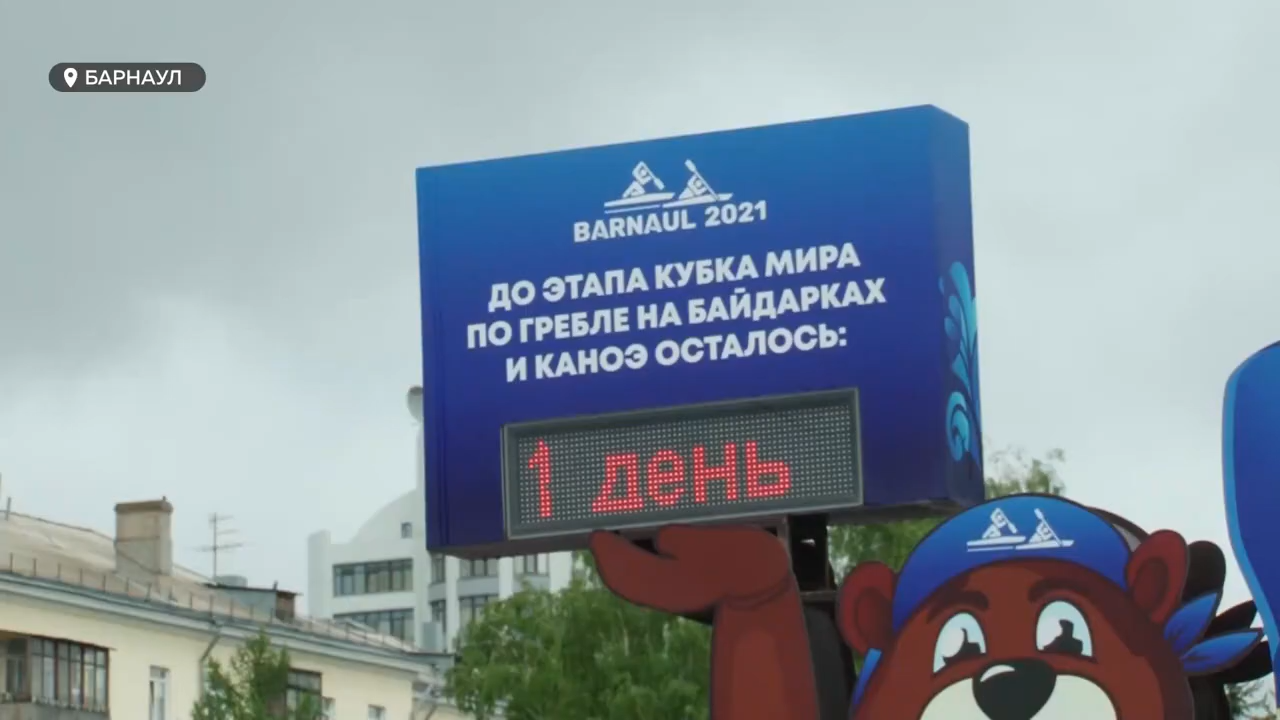 БАРНАУЛ
BARNAUL 2021
ДО ЭТАПА КУБКА МИРА
ПО ГРЕБЛЕ НА БАЙДАРКАХ
И КАНОЭ ОСТАЛОСЬ:
1 день